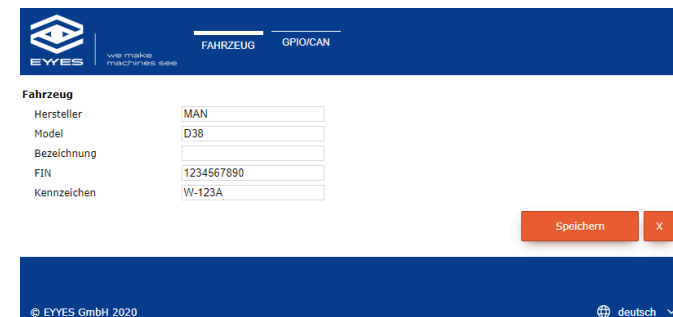 FAHRZEUG GPIO/CAN
we make
EYYES machines see
Fahrzeug
Hersteller MAN
Model D38
Bezeichnung
FIN 1234567890
Kennzeichen W-123A
Speichern X
© EYYES GmbH 2020 deutsch